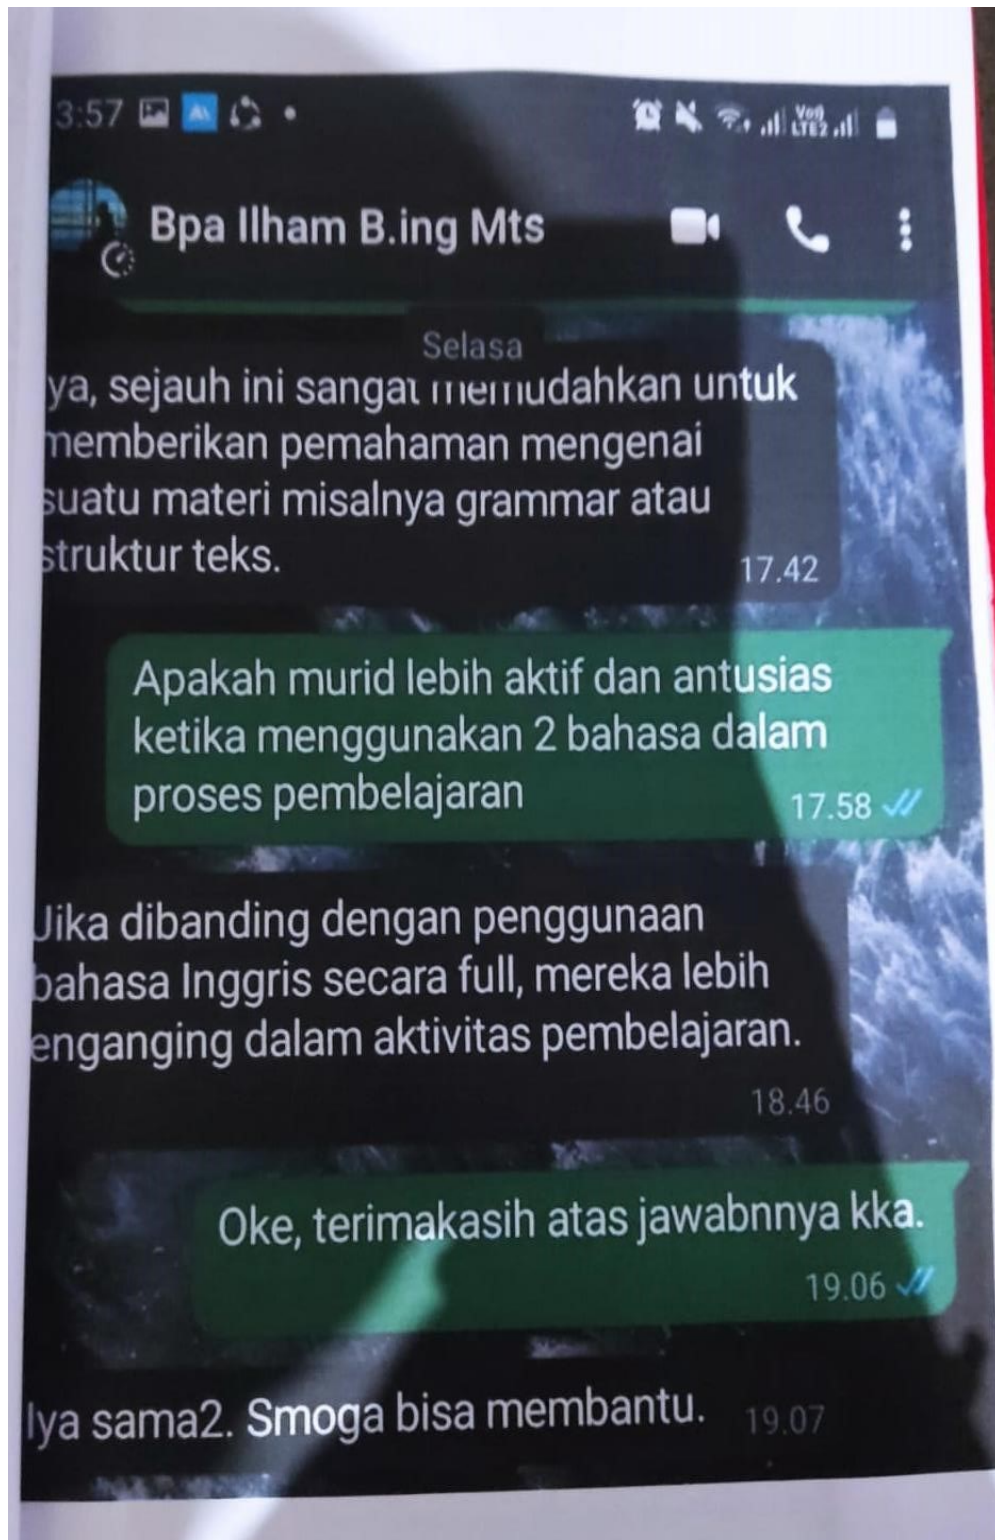 3:57
Vo))
LTE2
Bpa Ilham B.ing Mts
Selasa
ya, sejauh ini sangat memudahkan untuk
memberikan pemahaman mengenai
suatu materi misalnya grammar atau
struktur teks.
17.42
Apakah murid lebih aktif dan antusias
ketika menggunakan 2 bahasa dalam
proses pembelajaran
17.58
Jika dibanding dengan penggunaan
bahasa Inggris secara full, mereka lebih
enganging dalam aktivitas pembelajaran.
18.46
Oke, terimakasih atas jawabnnya kka.
19.06
Iya sama2. Smoga bisa membantu.
19.07